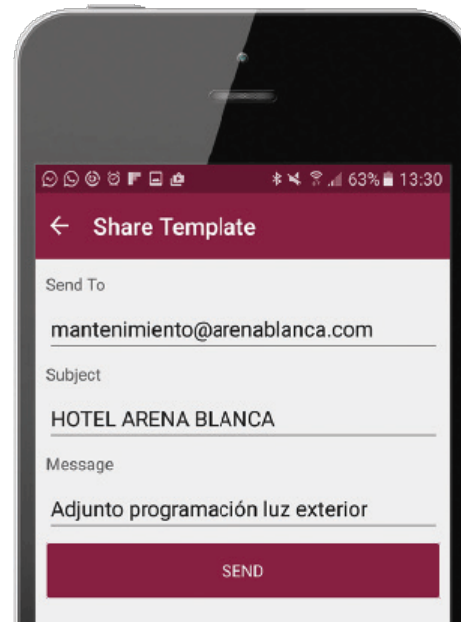 63% 13:30
Share Template
Send To
mantenimiento@arenablanca.com
Subject
HOTEL ARENA BLANCA
Message
Adjunto programación luz exterior
SEND